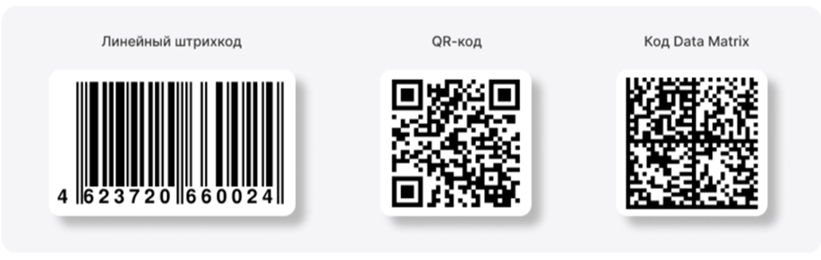 Линейный штрихкод
QR-код
Код Data Matrix
4 623720 660024